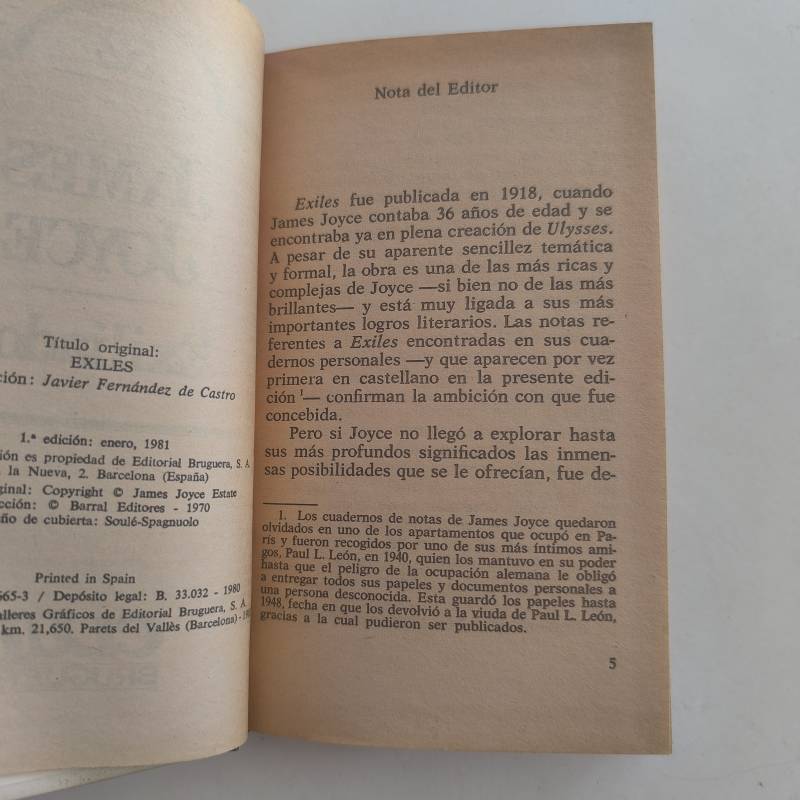 Título original:
EXILES
ción: Javier Fernández de Castro
1.ª edición: enero, 1981
ión es propiedad de Editorial Bruguera, S. A.
la Nueva, 2. Barcelona (España)
ginal: Copyright © James Joyce Estate
cción: © Barral Editores - 1970
ño de cubierta: Soulé-Spagnuolo
Printed in Spain
65-3 / Depósito legal: B. 33.032 - 1980
alleres Gráficos de Editorial Bruguera, S. A.
km. 21,650. Parets del Vallès (Barcelona)
Nota del Editor
Exiles fue publicada en 1918, cuando
James Joyce contaba 36 años de edad y se
encontraba ya en plena creación de Ulysses.
A pesar de su aparente sencillez temática
y formal, la obra es una de las más ricas y
complejas de Joyce —si bien no de las más
brillantes— y está muy ligada a sus más
importantes logros literarios. Las notas re-
ferentes a Exiles encontradas en sus cua-
dernos personales —y que aparecen por vez
primera en castellano en la presente edi-
ción ¹— confirman la ambición con que fue
concebida.
Pero si Joyce no llegó a explorar hasta
sus más profundos significados las inmen-
sas posibilidades que se le ofrecían, fue de-
1. Los cuadernos de notas de James Joyce quedaron
olvidados en uno de los apartamentos que ocupó en Pa-
rís y fueron recogidos por uno de sus más íntimos ami-
gos, Paul L. León, en 1940, quien los mantuvo en su poder
hasta que el peligro de la ocupación alemana le obligó
a entregar todos sus papeles y documentos personales a
una persona desconocida. Esta guardó los papeles hasta
1948, fecha en que los devolvió a la viuda de Paul L. León,
gracias a la cual pudieron ser publicados.
5